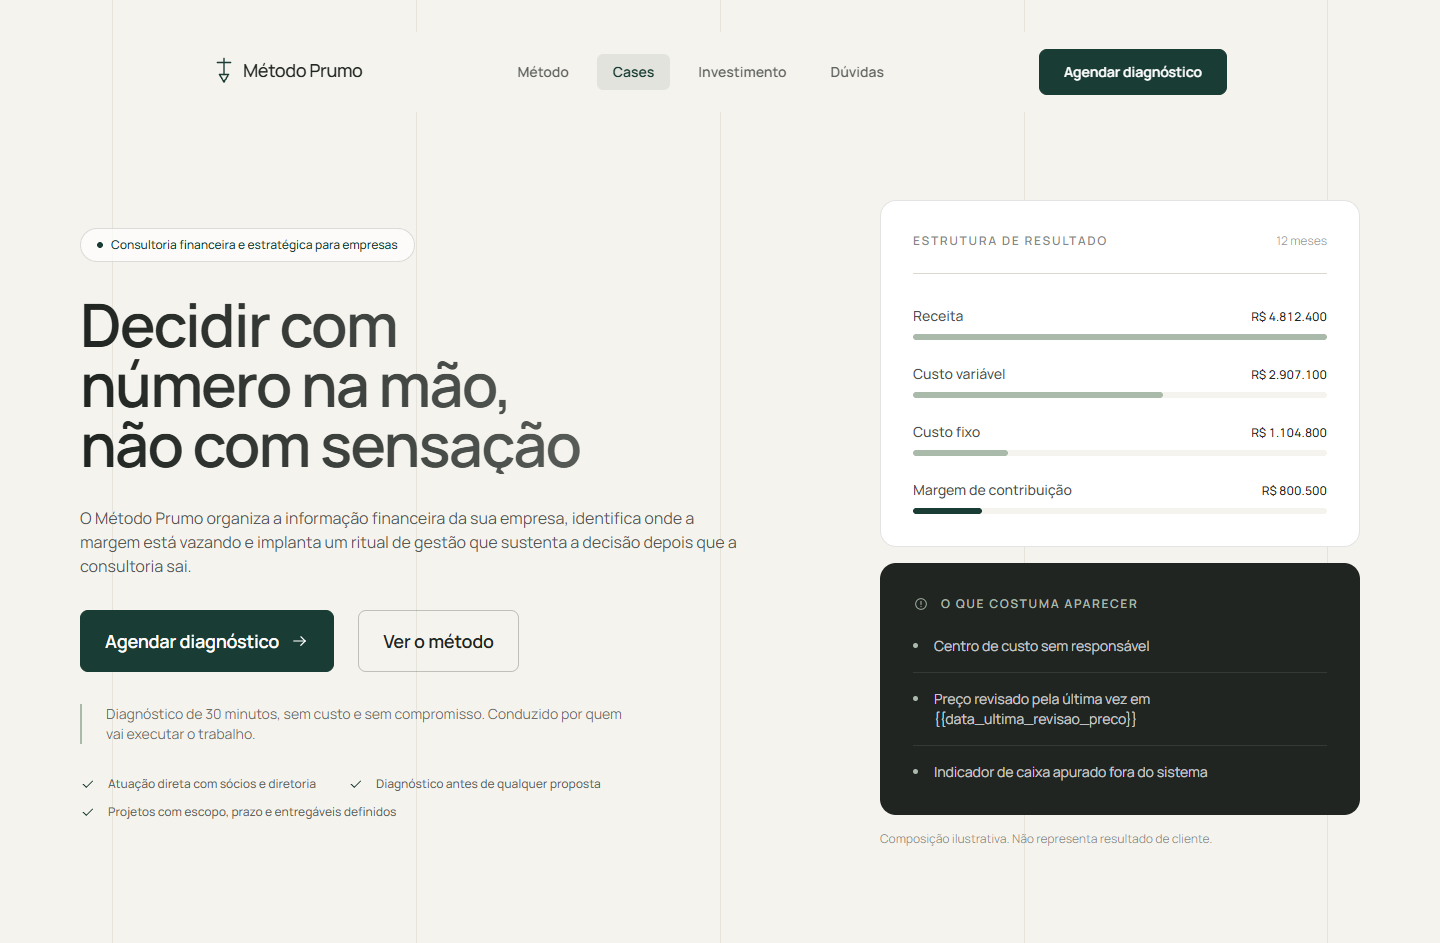 Método Prumo
Método
Cases
Investimento
Dúvidas
Agendar diagnóstico
Consultoria financeira e estratégica para empresas
Decidir com
número na mão,
não com sensação
O Método Prumo organiza a informação financeira da sua empresa, identifica onde a
margem está vazando e implanta um ritual de gestão que sustenta a decisão depois que a
consultoria sai.
Agendar diagnóstico
Ver o método
Diagnóstico de 30 minutos, sem custo e sem compromisso. Conduzido por quem
vai executar o trabalho.
Atuação direta com sócios e diretoria
Diagnóstico antes de qualquer proposta
Projetos com escopo, prazo e entregáveis definidos
ESTRUTURA DE RESULTADO
12 meses
Receita
R$ 4.812.400
Custo variável
R$ 2.907.100
Custo fixo
R$ 1.104.800
Margem de contribuição
R$ 800.500
O QUE COSTUMA APARECER
Centro de custo sem responsável
Preço revisado pela última vez em
{{data_ultima_revisao_preco}}
Indicador de caixa apurado fora do sistema
Composição ilustrativa. Não representa resultado de cliente.